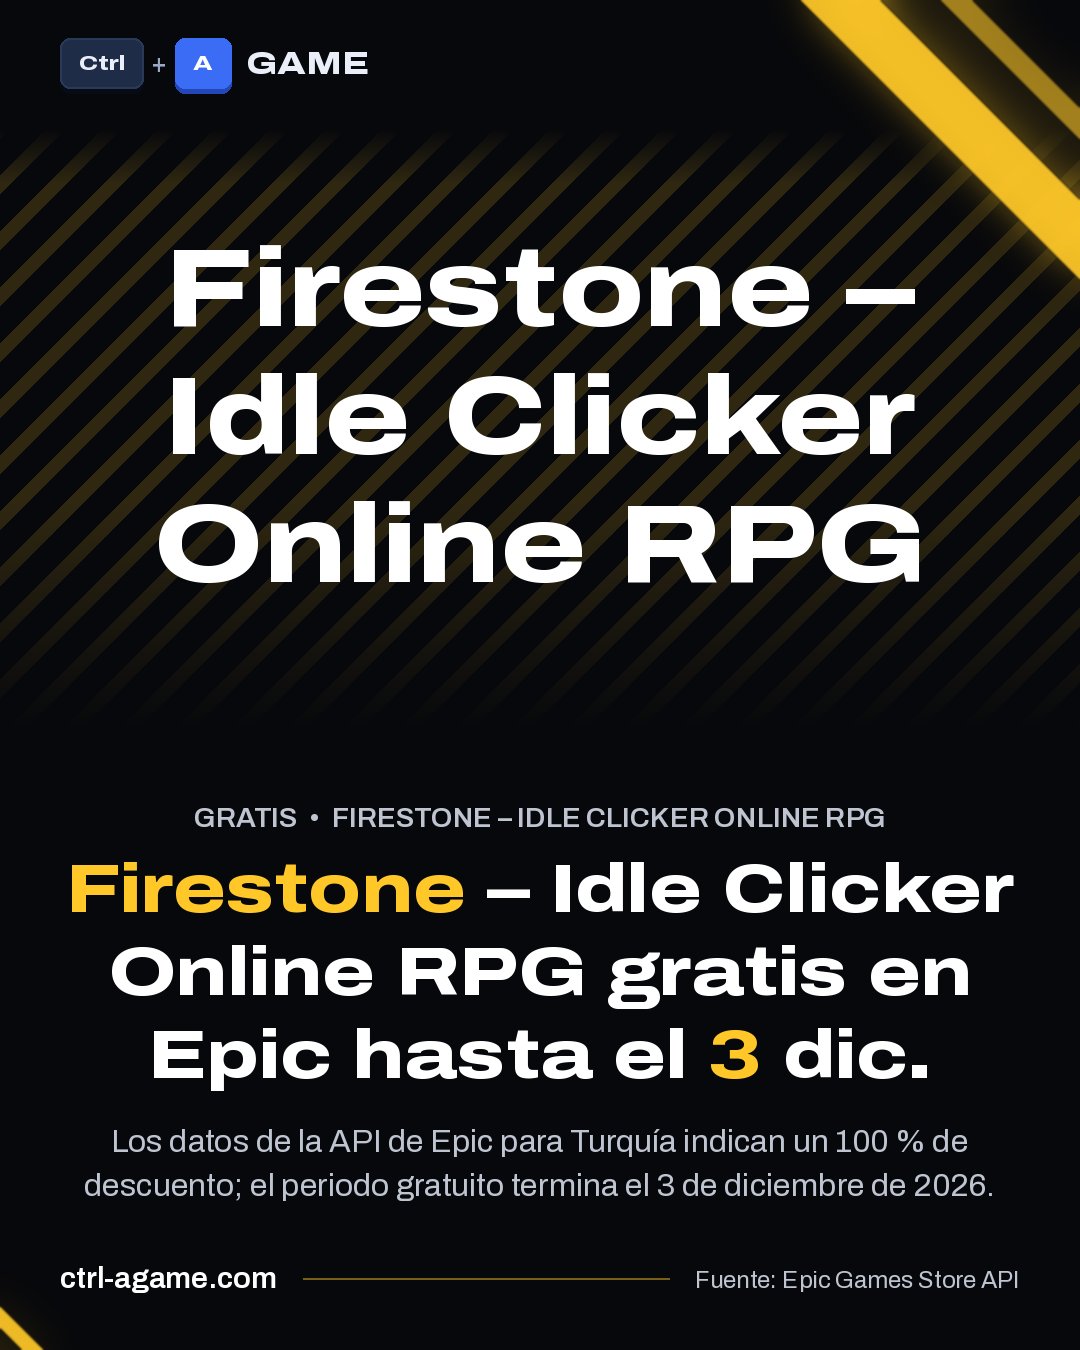 Ctrl + A GAME
Firestone –
Idle Clicker
Online RPG
GRATIS • FIRESTONE – IDLE CLICKER ONLINE RPG
Firestone – Idle Clicker
Online RPG gratis en
Epic hasta el 3 dic.
Los datos de la API de Epic para Turquía indican un 100 % de
descuento; el periodo gratuito termina el 3 de diciembre de 2026.
ctrl-agame.com
Fuente: Epic Games Store API